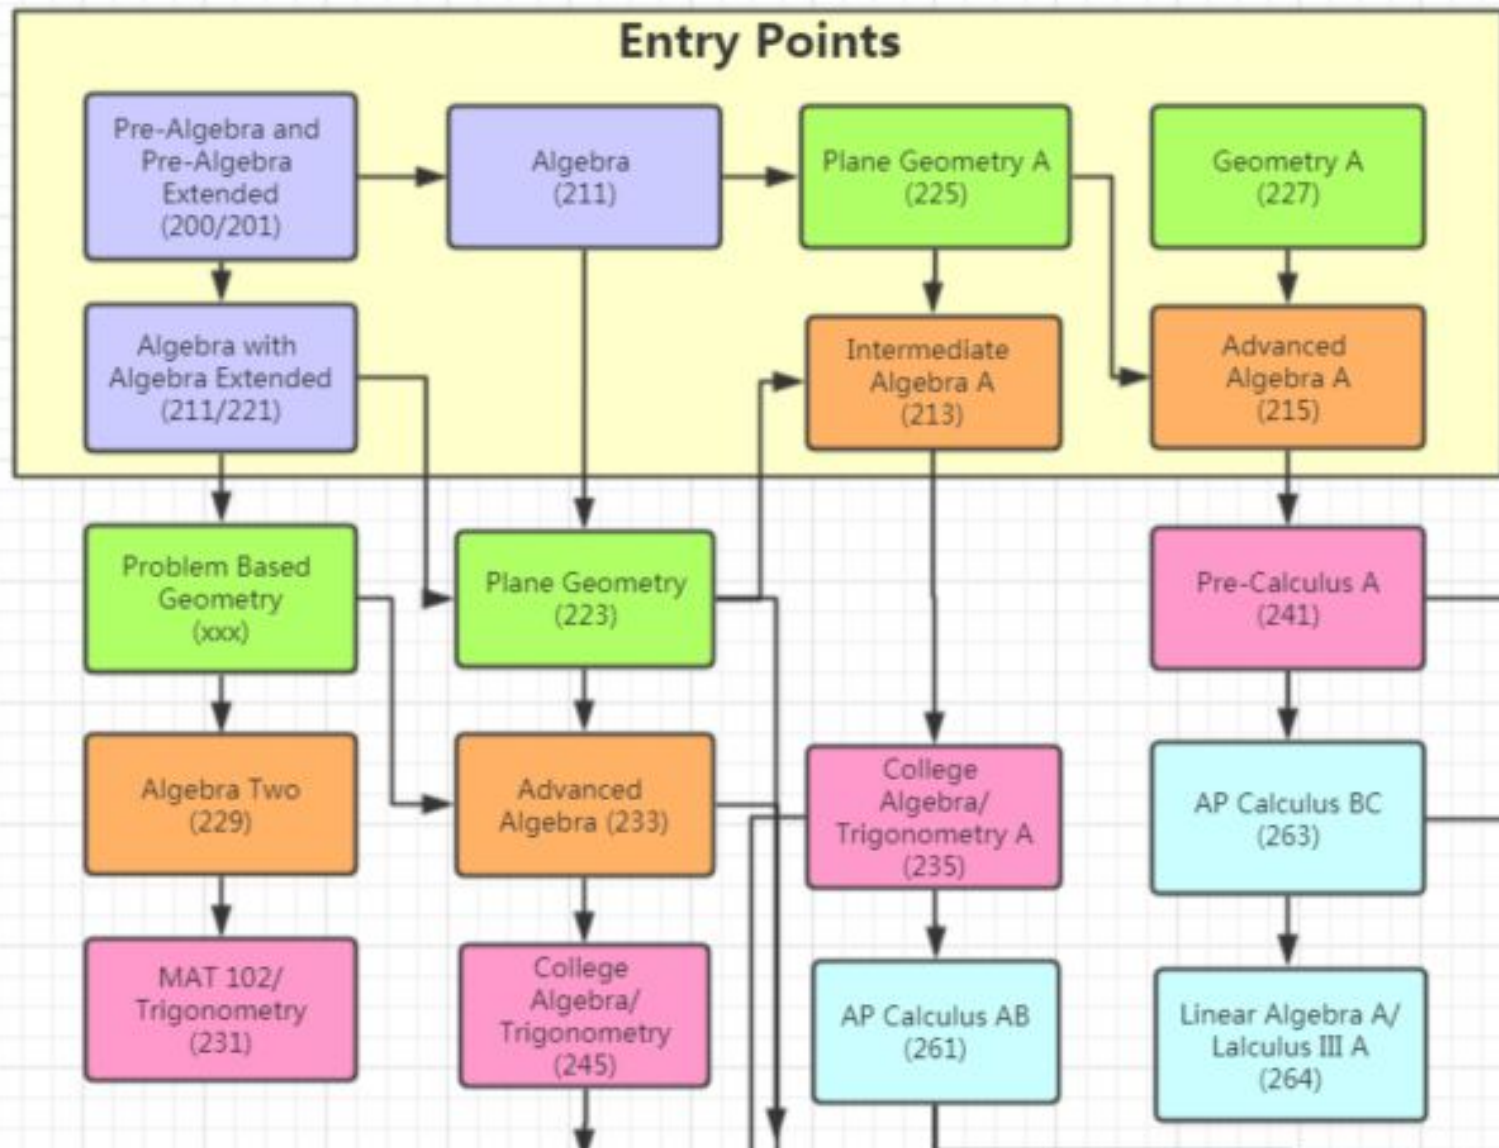 Entry Points
Pre-Algebra and
Pre-Algebra
Extended
(200/201)
Algebra
(211)
Plane Geometry A
(225)
Geometry A
(227)
Algebra with
Algebra Extended
(211/221)
Intermediate
Algebra A
(213)
Advanced
Algebra A
(215)
Problem Based
Geometry
(xxx)
Plane Geometry
(223)
Pre-Calculus A
(241)
Algebra Two
(229)
Advanced
Algebra (233)
College
Algebra/
Trigonometry A
(235)
AP Calculus BC
(263)
MAT 102/
Trigonometry
(231)
College
Algebra/
Trigonometry
(245)
AP Calculus AB
(261)
Linear Algebra A/
Lalculus III A
(264)